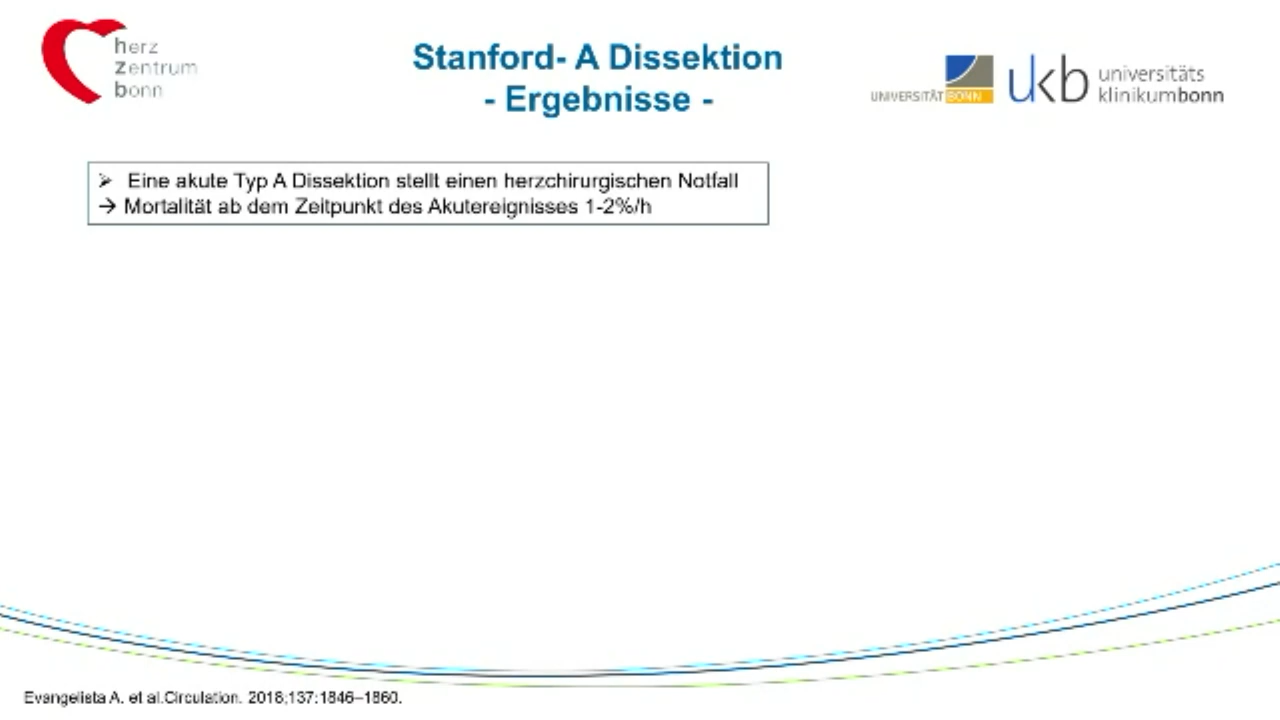 herz
zentrum
bonn
Stanford- A Dissektion
- Ergebnisse -
UNIVERSITÄT BONN
ukb universitäts
klinikumbonn
➢ Eine akute Typ A Dissektion stellt einen herzchirurgischen Notfall
→ Mortalität ab dem Zeitpunkt des Akutereignisses 1-2%/h
Evangelista A. et al.Circulation. 2018;137:1846–1860.